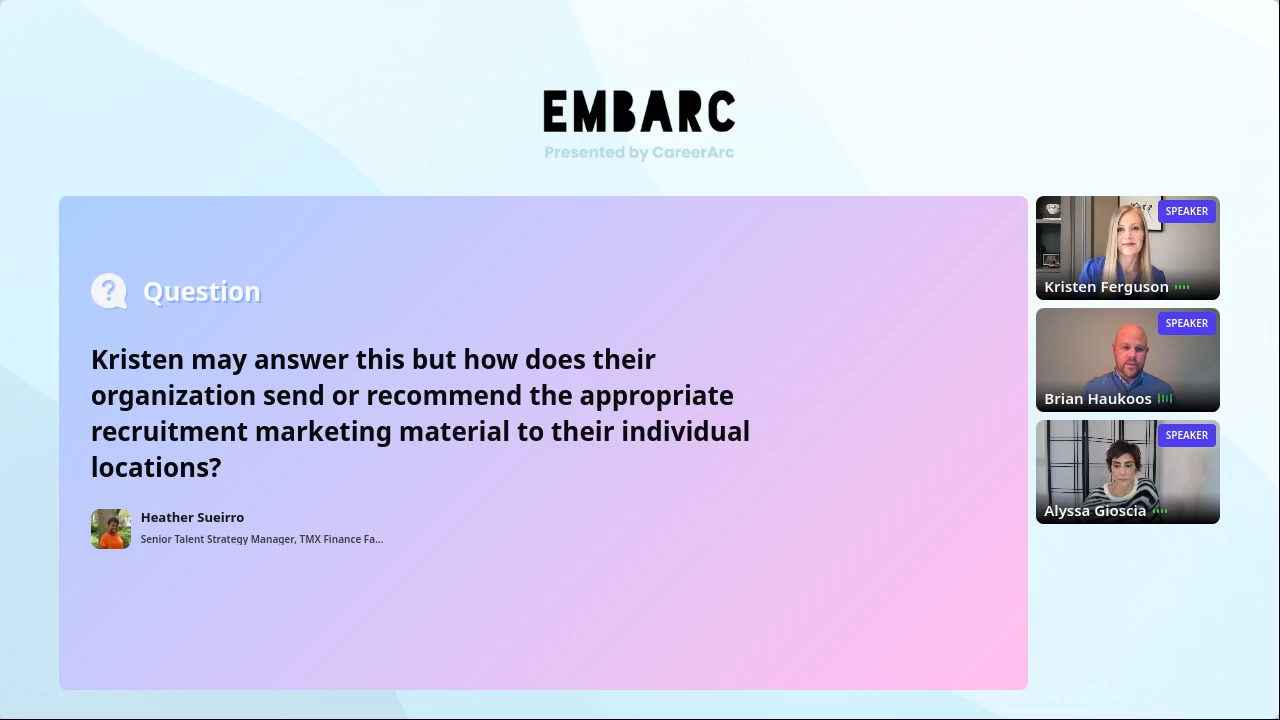 EMBARC
Presented by CareerArc
Question
Kristen may answer this but how does their
organization send or recommend the appropriate
recruitment marketing material to their individual
locations?
Heather Sueirro
Senior Talent Strategy Manager, TMX Finance Fa...
SPEAKER
Kristen Ferguson
SPEAKER
Brian Haukoos
SPEAKER
Alyssa Gioscia